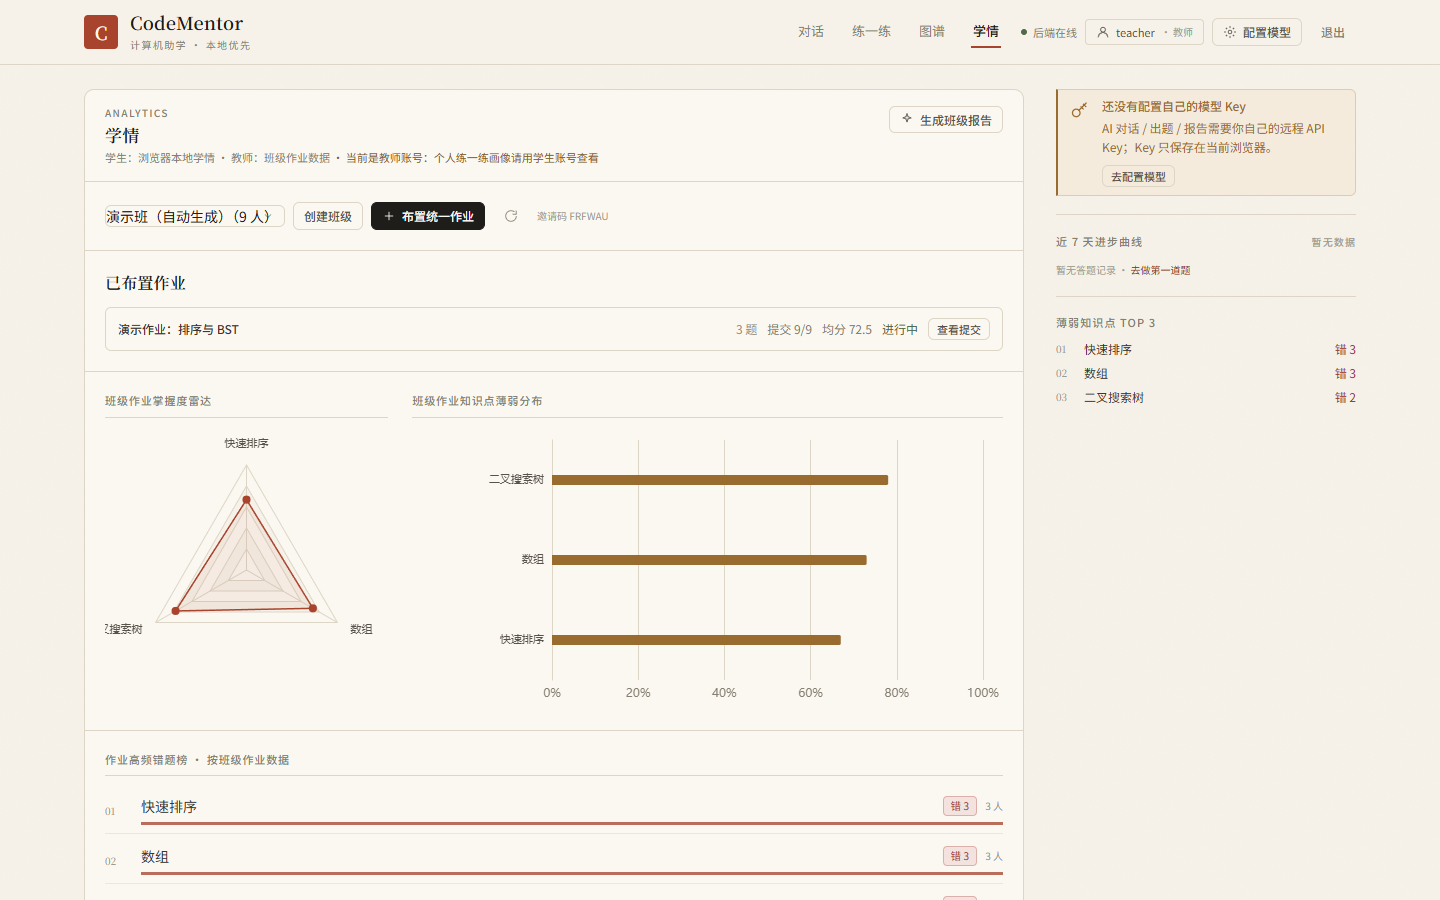 C
CodeMentor
计算机助学 · 本地优先
对话
练一练
图谱
学情
后端在线
teacher · 教师
配置模型
退出
ANALYTICS
学情
学生：浏览器本地学情 · 教师：班级作业数据 · 当前是教师账号：个人练一练画像请用学生账号查看
生成班级报告
演示班（自动生成）（9 人）
创建班级
布置统一作业
邀请码 FRFWAU
已布置作业
演示作业：排序与 BST
3 题 提交 9/9 均分 72.5 进行中
查看提交
班级作业掌握度雷达
快速排序
叉搜索树
数组
班级作业知识点薄弱分布
二叉搜索树
数组
快速排序
0% 20% 40% 60% 80% 100%
作业高频错题榜 · 按班级作业数据
01 快速排序 错 3 3 人
02 数组 错 3 3 人
还没有配置自己的模型 Key
AI 对话 / 出题 / 报告需要你自己的远程 API
Key；Key 只保存在当前浏览器。
去配置模型
近 7 天进步曲线 暂无数据
暂无答题记录 · 去做第一道题
薄弱知识点 TOP 3
01 快速排序 错 3
02 数组 错 3
03 二叉搜索树 错 2